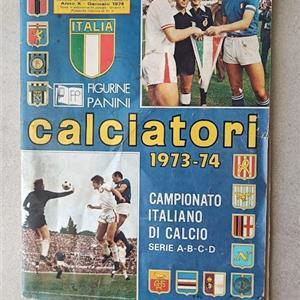 Anno X - Gennaio 1974
ITALIA
FIGURINE
PANINI
calciatori
1973-74
CAMPIONATO
ITALIANO
DI CALCIO
SERIE A-B-C-D